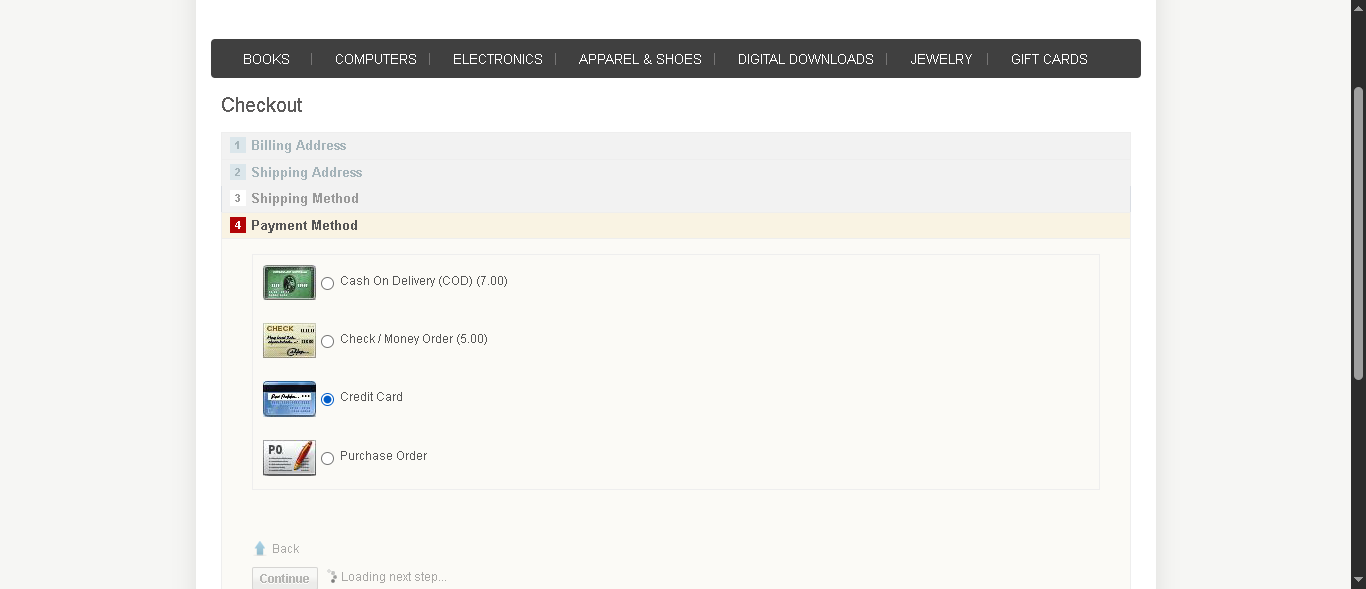 BOOKS COMPUTERS ELECTRONICS APPAREL & SHOES DIGITAL DOWNLOADS JEWELRY GIFT CARDS
Checkout
1 Billing Address
2 Shipping Address
3 Shipping Method
4 Payment Method
Cash On Delivery (COD) (7.00)
CHECK
Check / Money Order (5.00)
Credit Card
PO
Purchase Order
Back
Continue Loading next step...